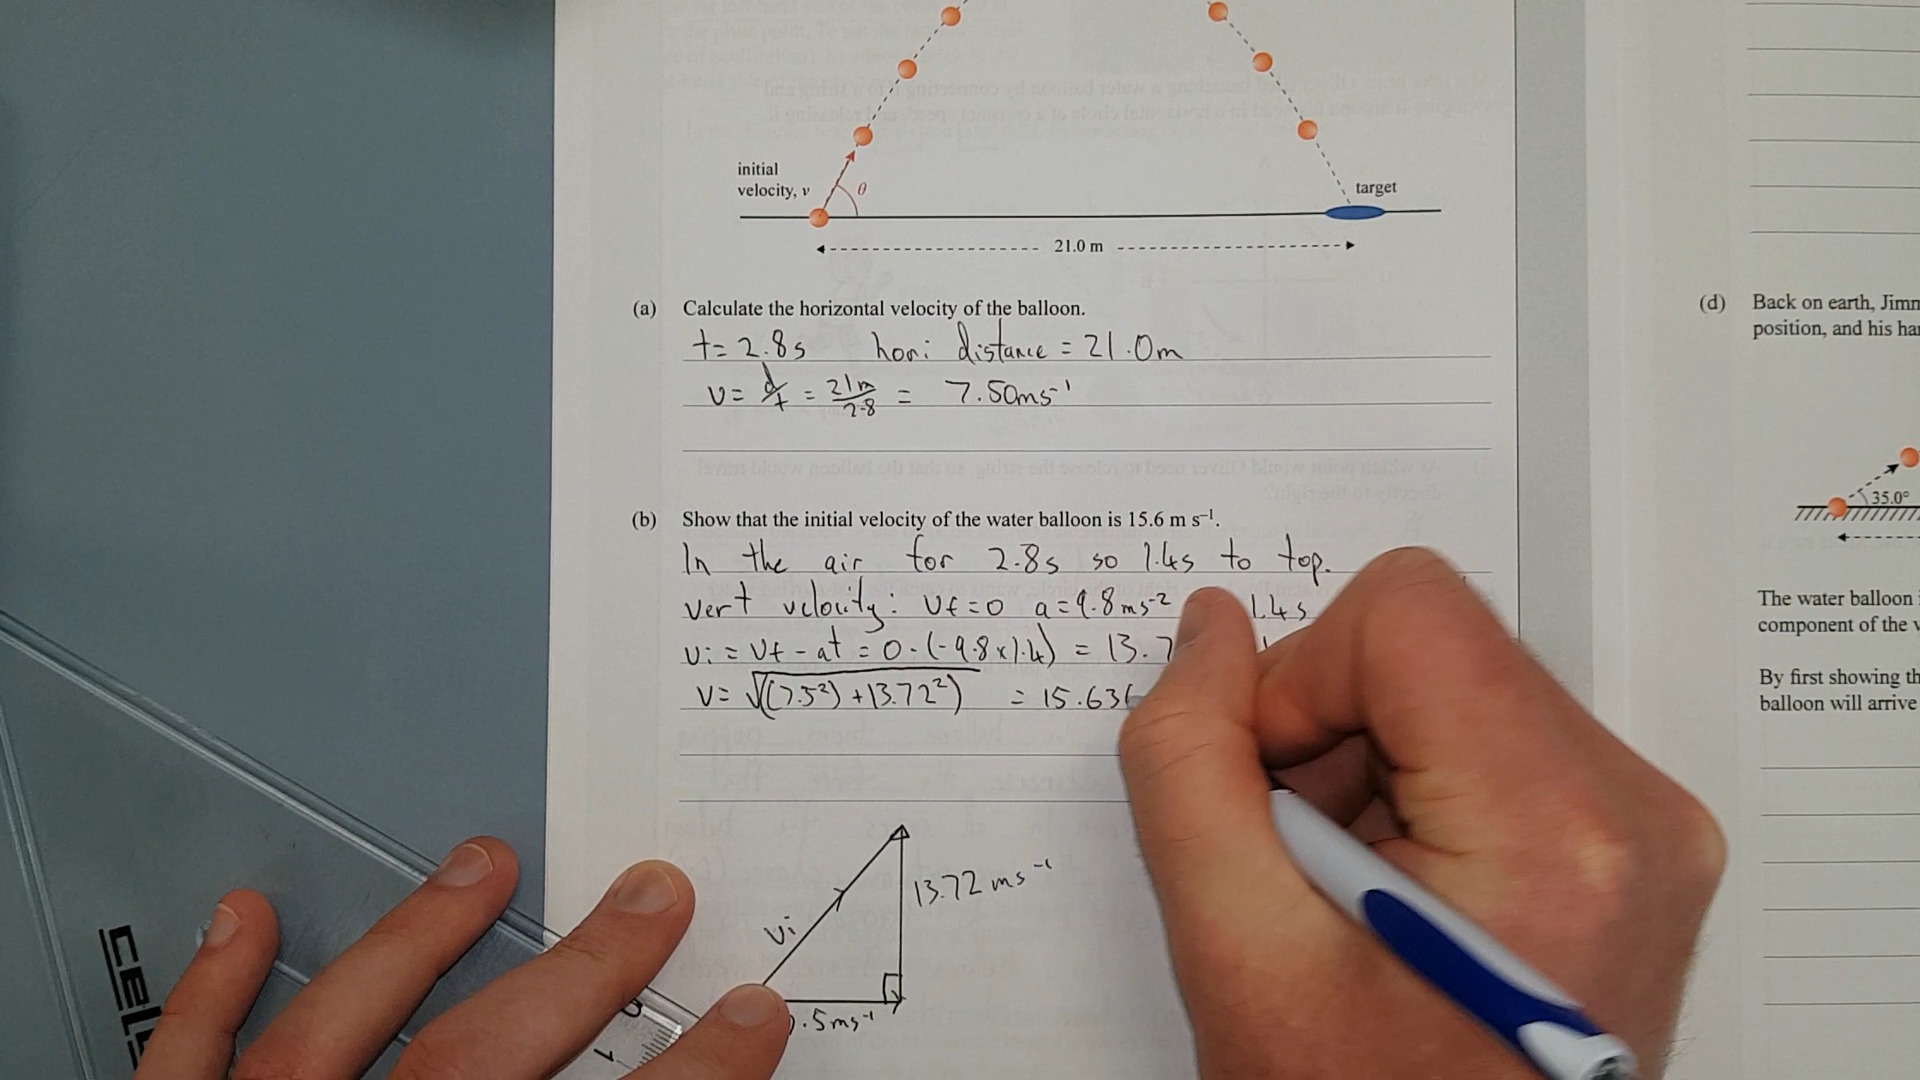 initial
velocity, v
θ
target
21.0 m
(a) Calculate the horizontal velocity of the balloon.
t= 2.8s hori distance = 21.0m
v= d/t = 21m/2.8 = 7.50ms⁻¹
(b) Show that the initial velocity of the water balloon is 15.6 m s⁻¹.
In the air for 2.8s so 1.4s to top.
vert velocity: vf=0 a=9.8ms⁻² 1.4s
vi = vf - at = 0 - (-9.8x1.4) = 13.7
v= √((7.5²) + 13.72²) = 15.636
vi
13.72 ms⁻¹
.5ms⁻¹
cel
(d) Back on earth, Jimm
position, and his ha
35.0°
The water balloon i
component of the v
By first showing th
balloon will arrive